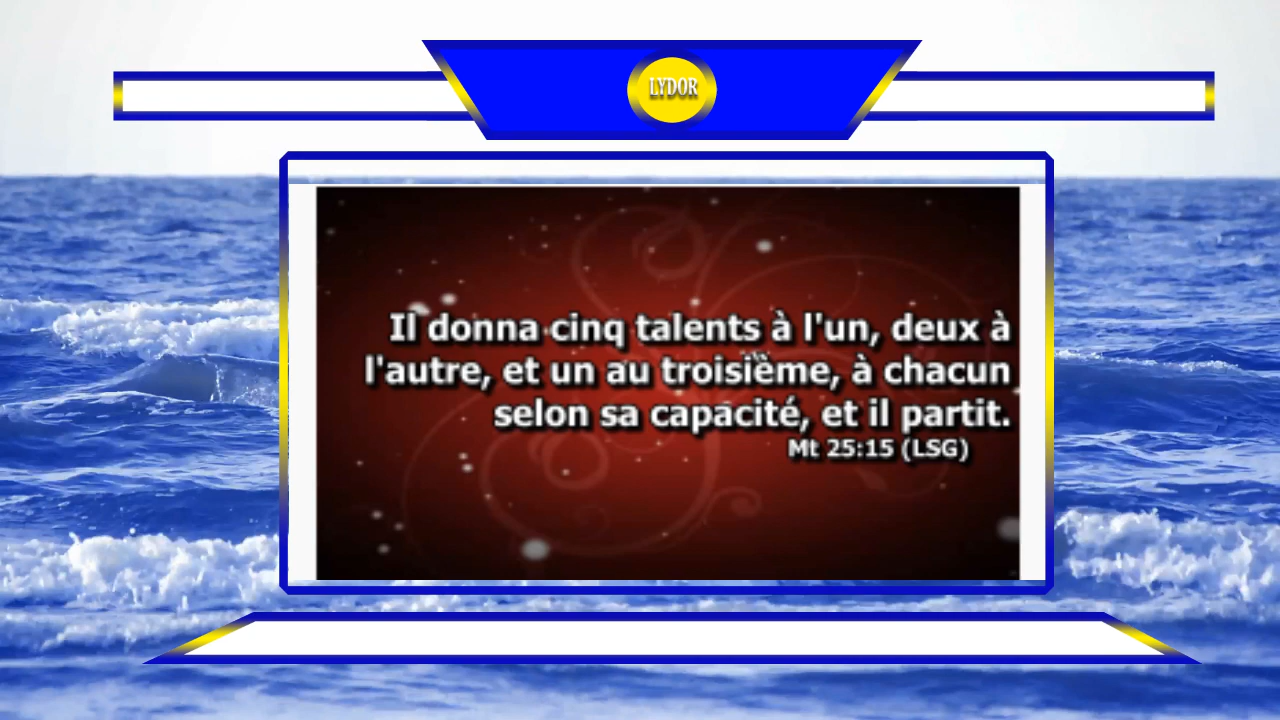 LYDOR
Il donna cinq talents à l'un, deux à
l'autre, et un au troisième, à chacun
selon sa capacité, et il partit.
Mt 25:15 (LSG)